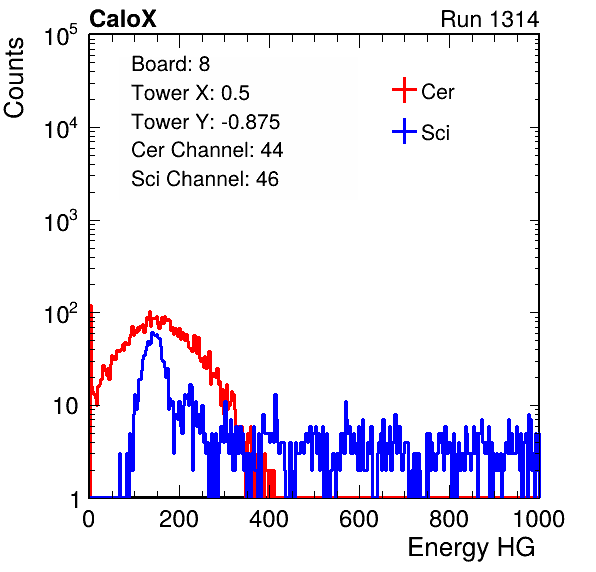 CaloX Run 1314
Counts
10^5
10^4
10^3
10^2
10
1
Board: 8
Tower X: 0.5
Tower Y: -0.875
Cer Channel: 44
Sci Channel: 46
Cer
Sci
0 200 400 600 800 1000
Energy HG